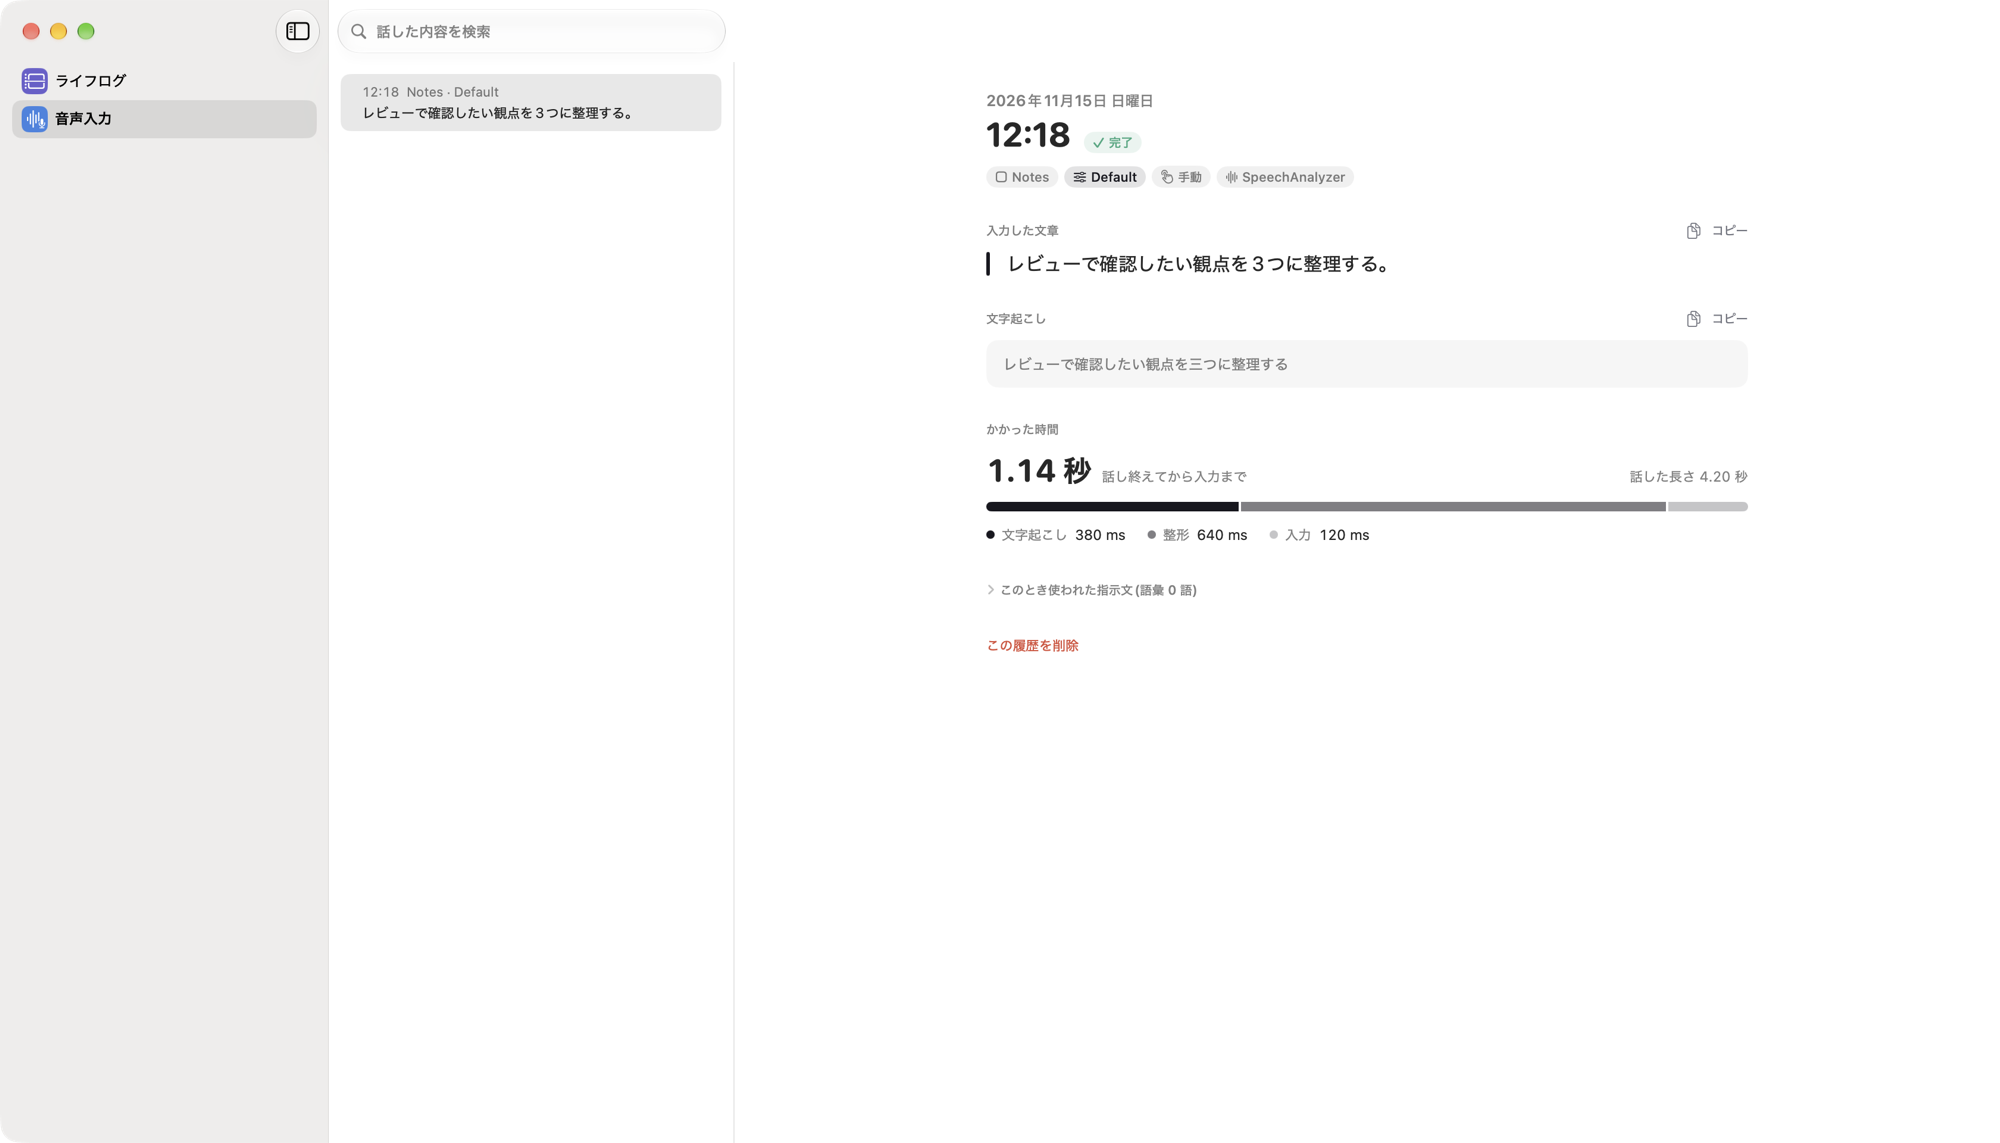 ライフログ
音声入力
話した内容を検索
12:18 Notes · Default
レビューで確認したい観点を3つに整理する。
2026年11月15日 日曜日
12:18 完了
Notes Default 手動 SpeechAnalyzer
入力した文章 コピー
レビューで確認したい観点を3つに整理する。
文字起こし コピー
レビューで確認したい観点を三つに整理する
かかった時間
1.14 秒 話し終えてから入力まで 話した長さ 4.20 秒
文字起こし 380 ms 整形 640 ms 入力 120 ms
このとき使われた指示文 (語彙 0 語)
この履歴を削除